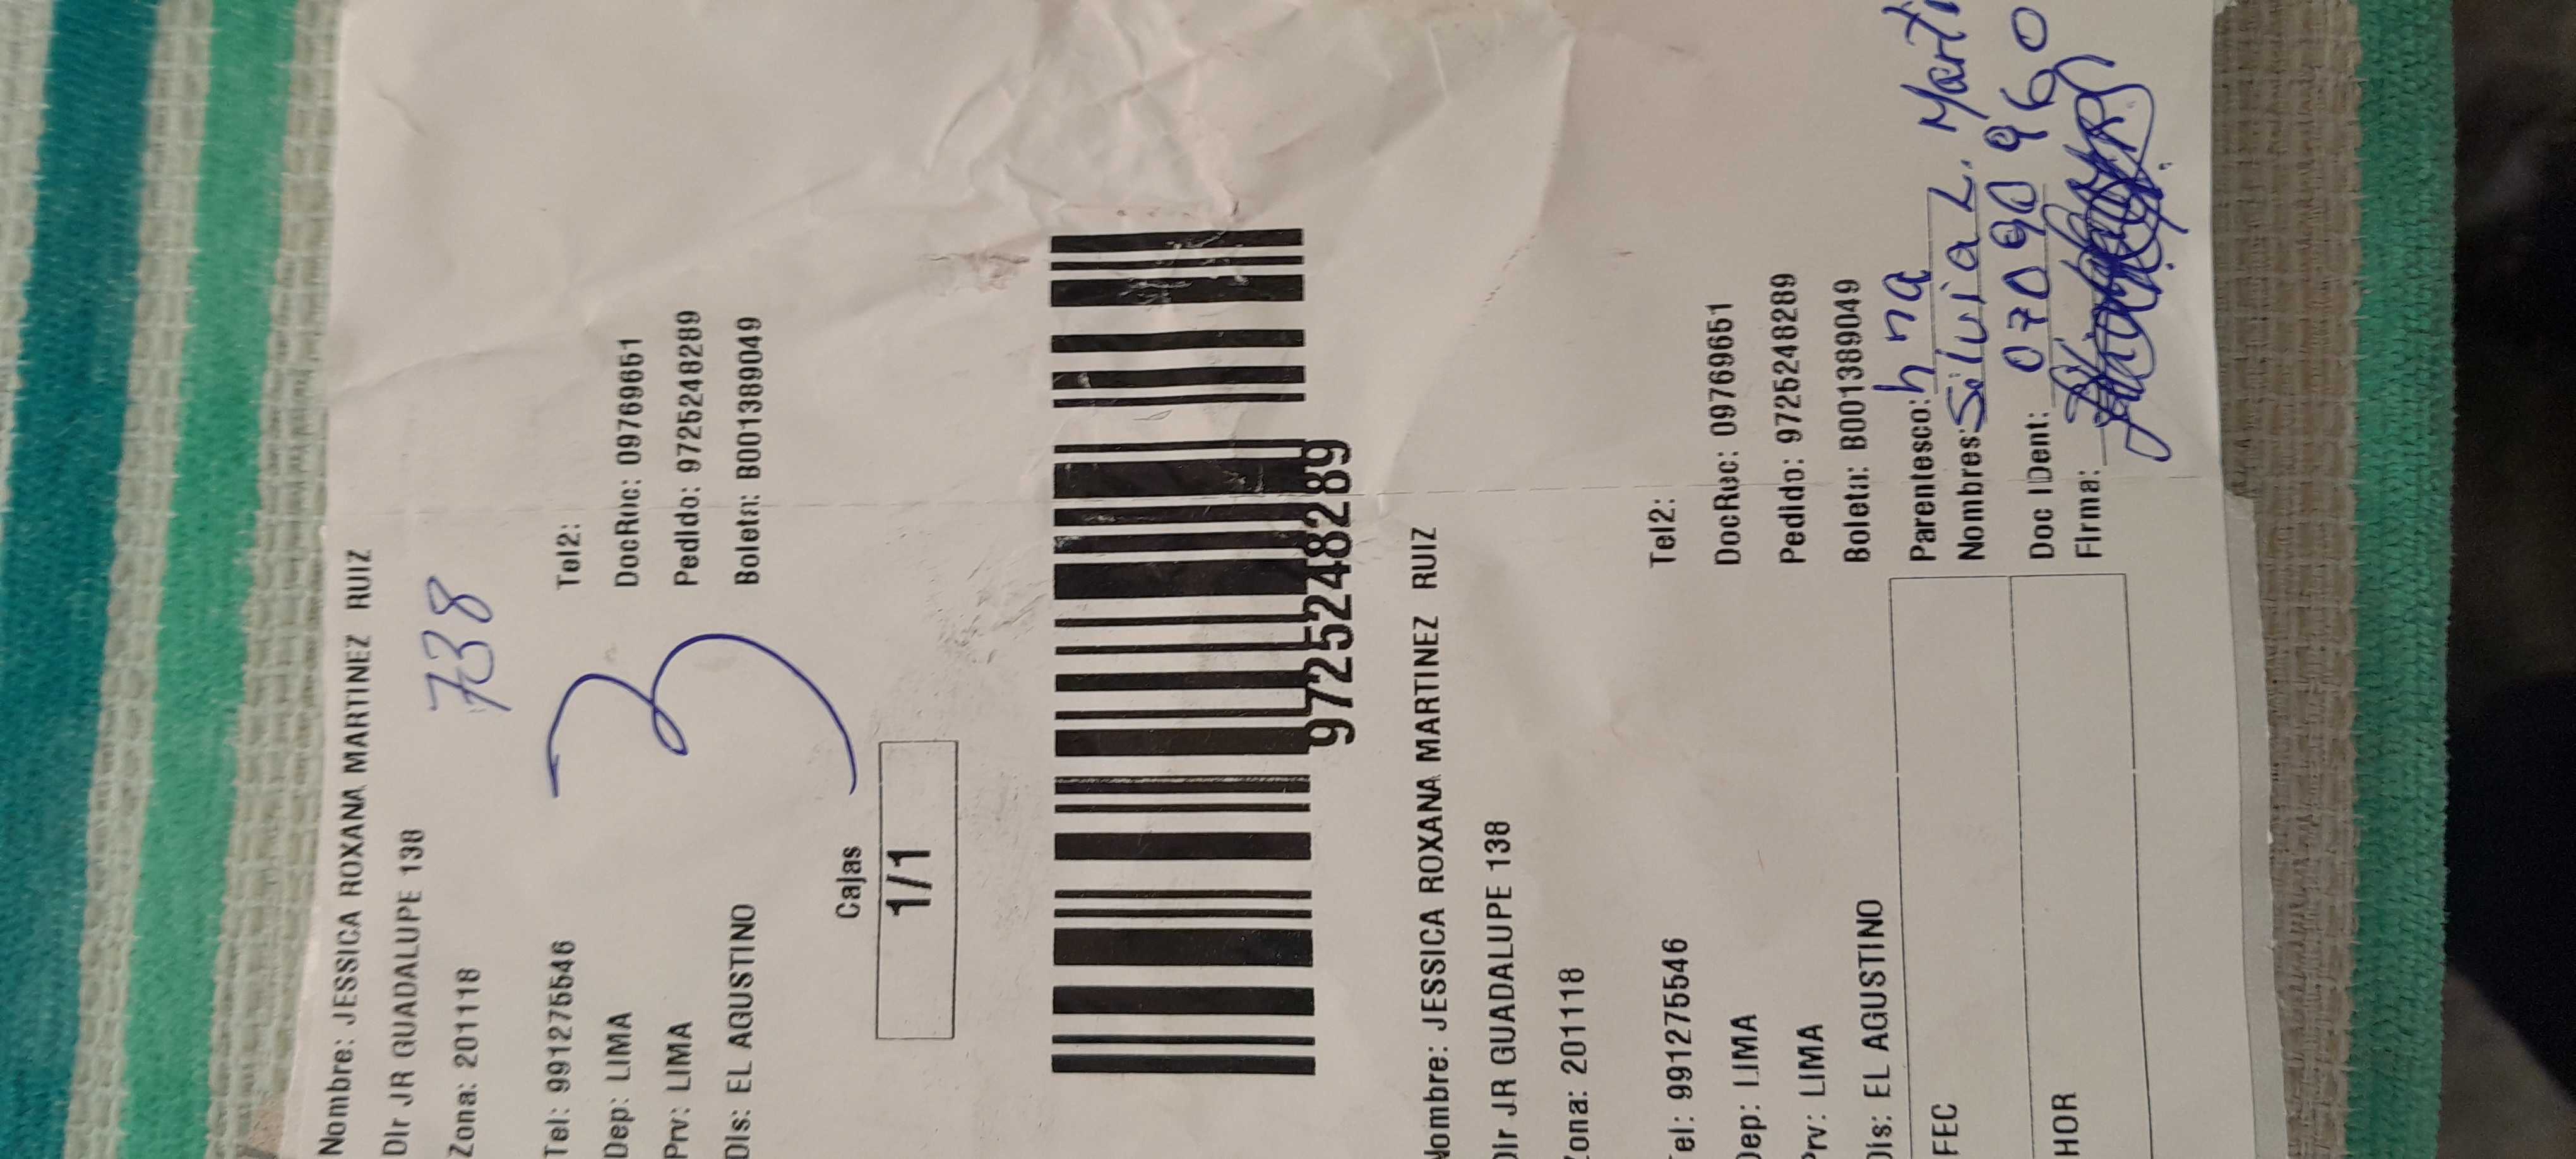 Nombre: JESSICA ROXANA MARTINEZ RUIZ
Dir JR GUADALUPE 138
738
Zona: 201118
Tel: 991275546 Tel2:
Dep: LIMA DocRuc: 09769651
Prv: LIMA Pedido: 9725248289
Dis: EL AGUSTINO Boleta: B001389049
Cajas
1/1
9725248289
Nombre: JESSICA ROXANA MARTINEZ RUIZ
Dir JR GUADALUPE 138
Zona: 201118
Tel: 991275546 Tel2:
Dep: LIMA DocRuc: 09769651
Prv: LIMA Pedido: 9725248289
Dis: EL AGUSTINO Boleta: B001389049
FEC Parentesco: hna
Nombres: Silvia L. Marti
HOR Doc IDent: 07090960
Firma: